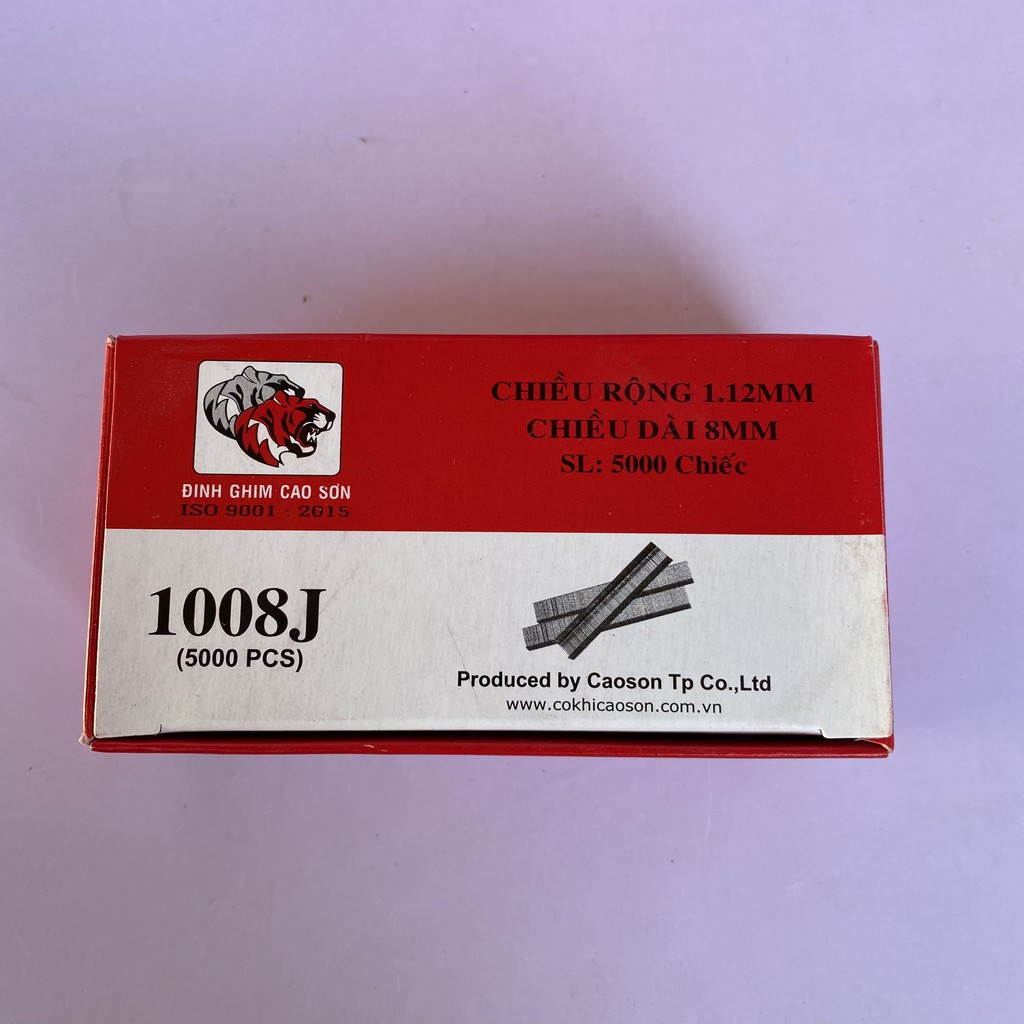 ĐINH GHIM CAO SƠN
ISO 9001 : 2015
CHIỀU RỘNG 1.12MM
CHIỀU DÀI 8MM
SL: 5000 Chiếc
1008J
(5000 PCS)
Produced by Caoson Tp Co.,Ltd
www.cokhicaoson.com.vn